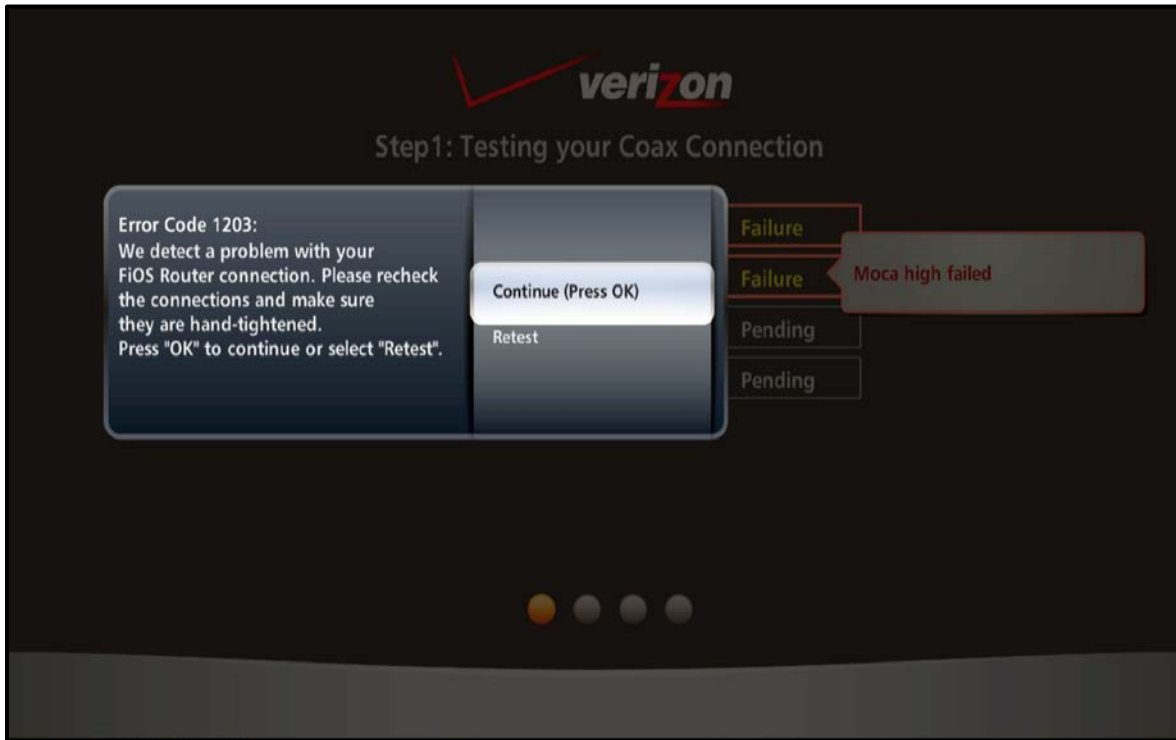 verizon
Step1: Testing your Coax Connection
Error Code 1203:
We detect a problem with your
FiOS Router connection. Please recheck
the connections and make sure
they are hand-tightened.
Press "OK" to continue or select "Retest".
Continue (Press OK)
Retest
Failure
Failure
Moca high failed
Pending
Pending